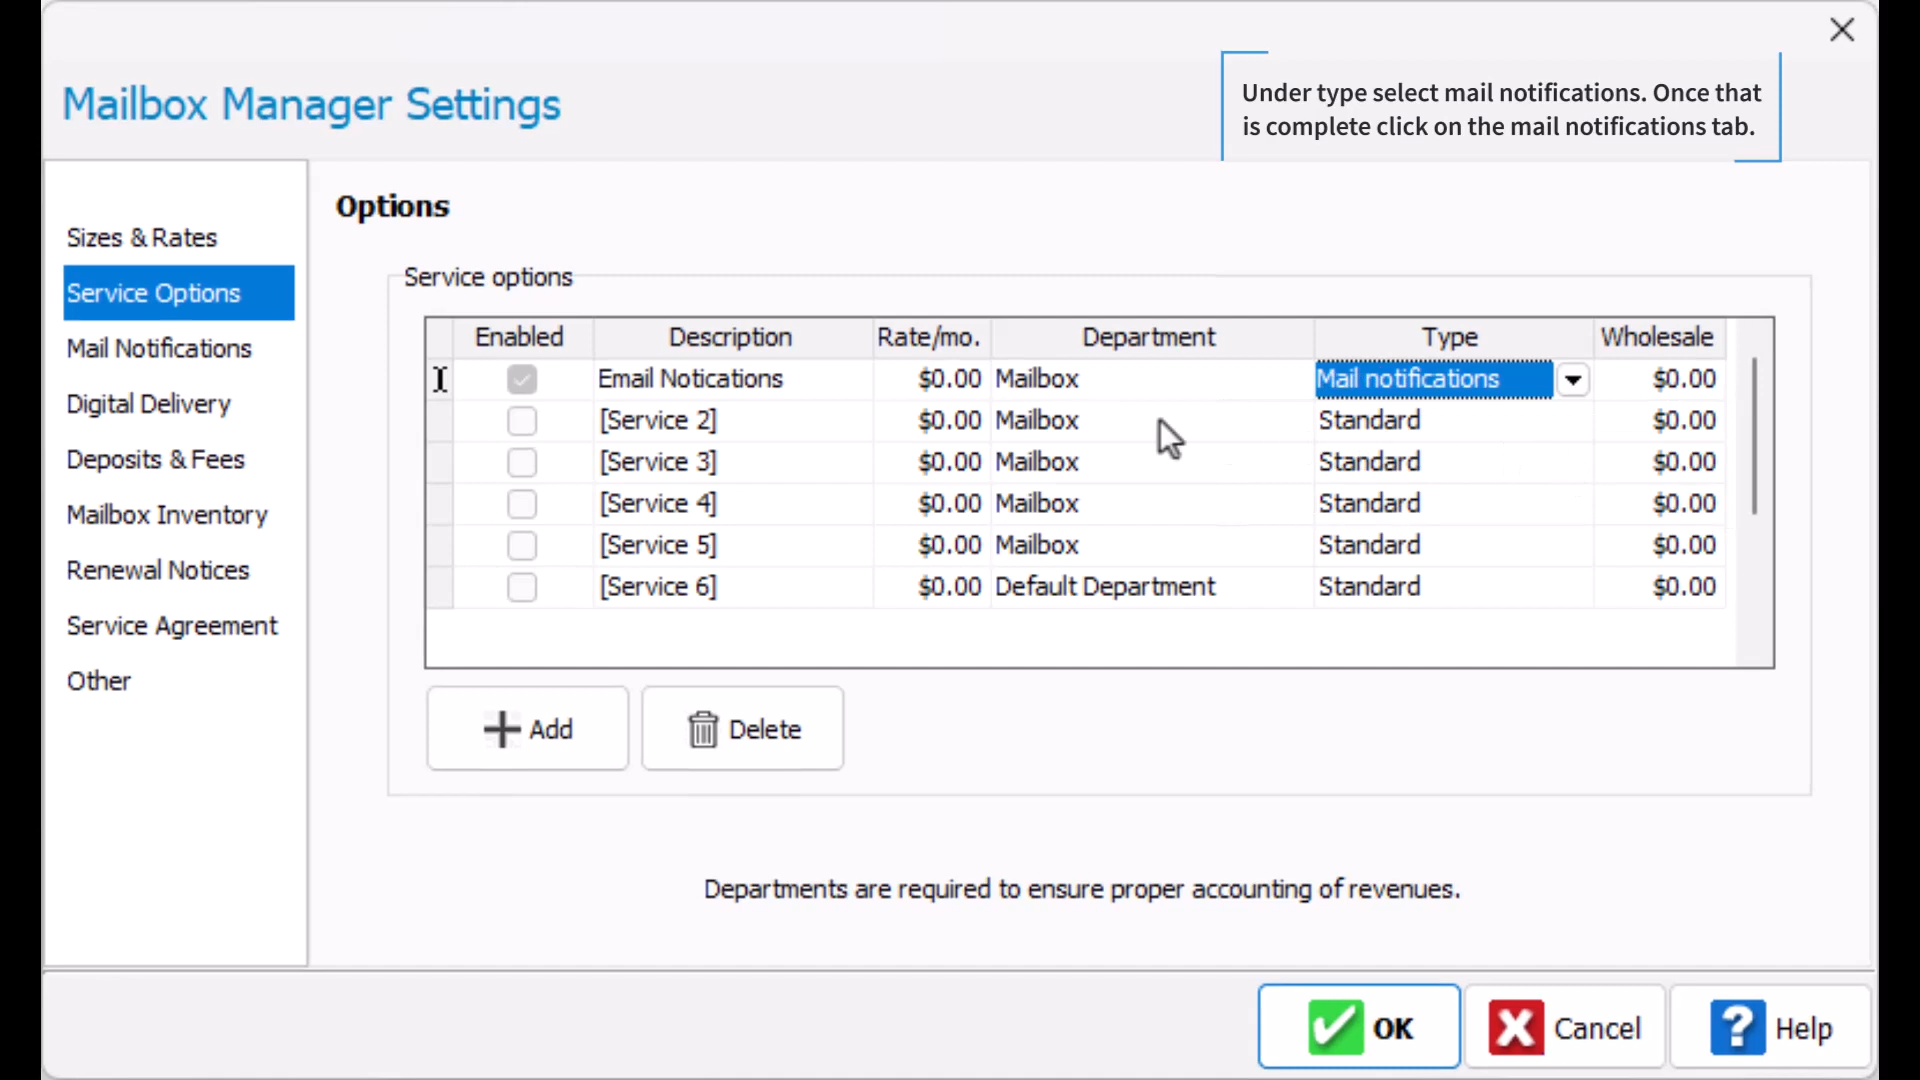 Mailbox Manager Settings
Under type select mail notifications. Once that
is complete click on the mail notifications tab.
Sizes & Rates
Service Options
Mail Notifications
Digital Delivery
Deposits & Fees
Mailbox Inventory
Renewal Notices
Service Agreement
Other
Options
Service options
Enabled Description Rate/mo. Department Type Wholesale
Email Notications $0.00 Mailbox Mail notifications $0.00
[Service 2] $0.00 Mailbox Standard $0.00
[Service 3] $0.00 Mailbox Standard $0.00
[Service 4] $0.00 Mailbox Standard $0.00
[Service 5] $0.00 Mailbox Standard $0.00
[Service 6] $0.00 Default Department Standard $0.00
Add Delete
Departments are required to ensure proper accounting of revenues.
OK Cancel Help